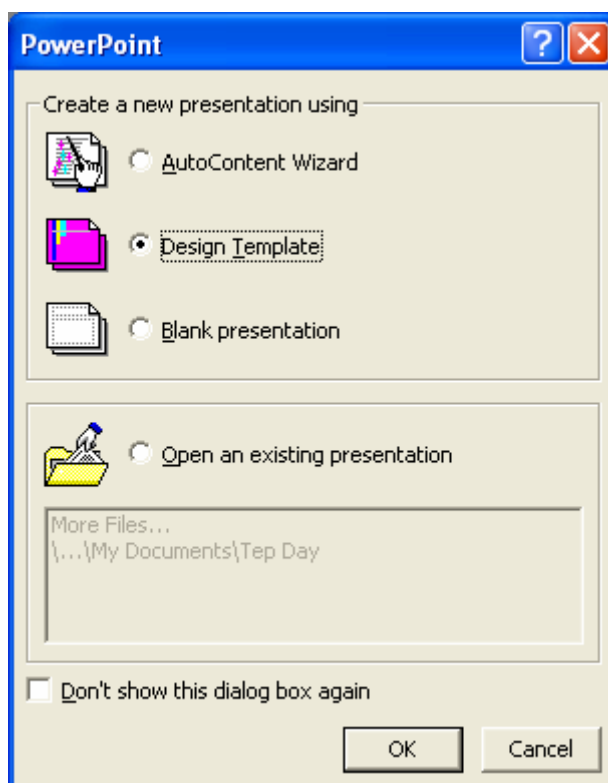 PowerPoint
Create a new presentation using
AutoContent Wizard
Design Template
Blank presentation
Open an existing presentation
More Files...
\...\My Documents\Tep Day
Don't show this dialog box again
OK
Cancel